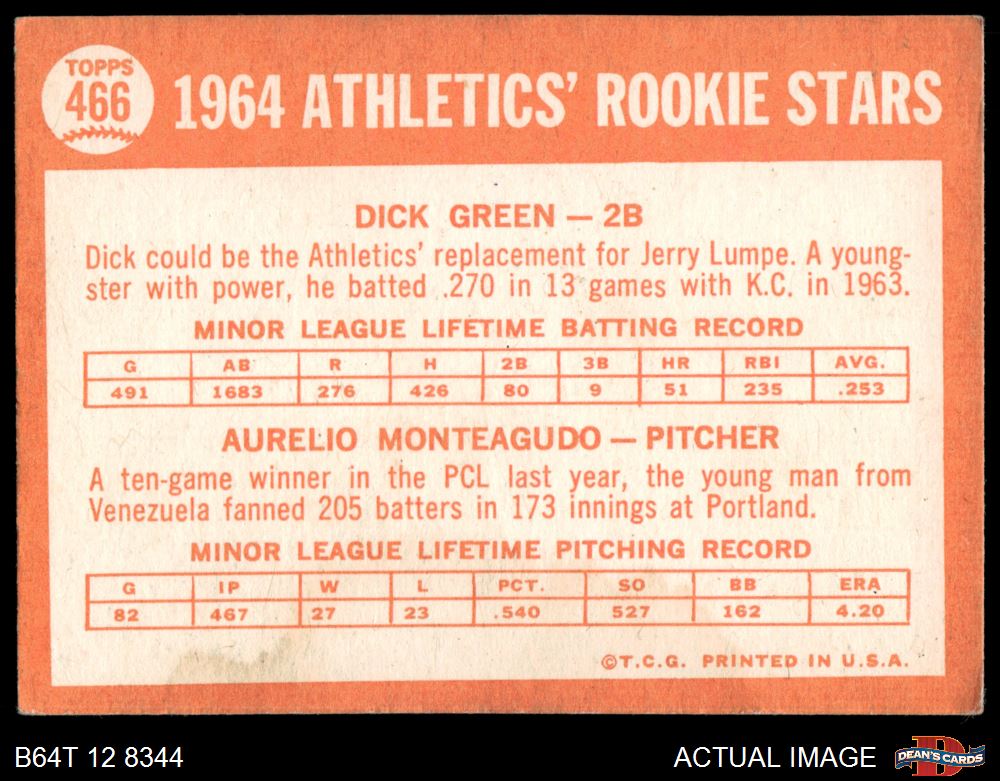 TOPPS
466
1964 ATHLETICS' ROOKIE STARS
DICK GREEN — 2B
Dick could be the Athletics' replacement for Jerry Lumpe. A young-
ster with power, he batted .270 in 13 games with K.C. in 1963.
MINOR LEAGUE LIFETIME BATTING RECORD
G AB R H 2B 3B HR RBI AVG.
491 1683 276 426 80 9 51 235 .253
AURELIO MONTEAGUDO — PITCHER
A ten-game winner in the PCL last year, the young man from
Venezuela fanned 205 batters in 173 innings at Portland.
MINOR LEAGUE LIFETIME PITCHING RECORD
G IP W L PCT. SO BB ERA
82 467 27 23 .540 527 162 4.20
©T.C.G. PRINTED IN U.S.A.
B64T 12 8344
ACTUAL IMAGE
D
DEAN'S CARDS